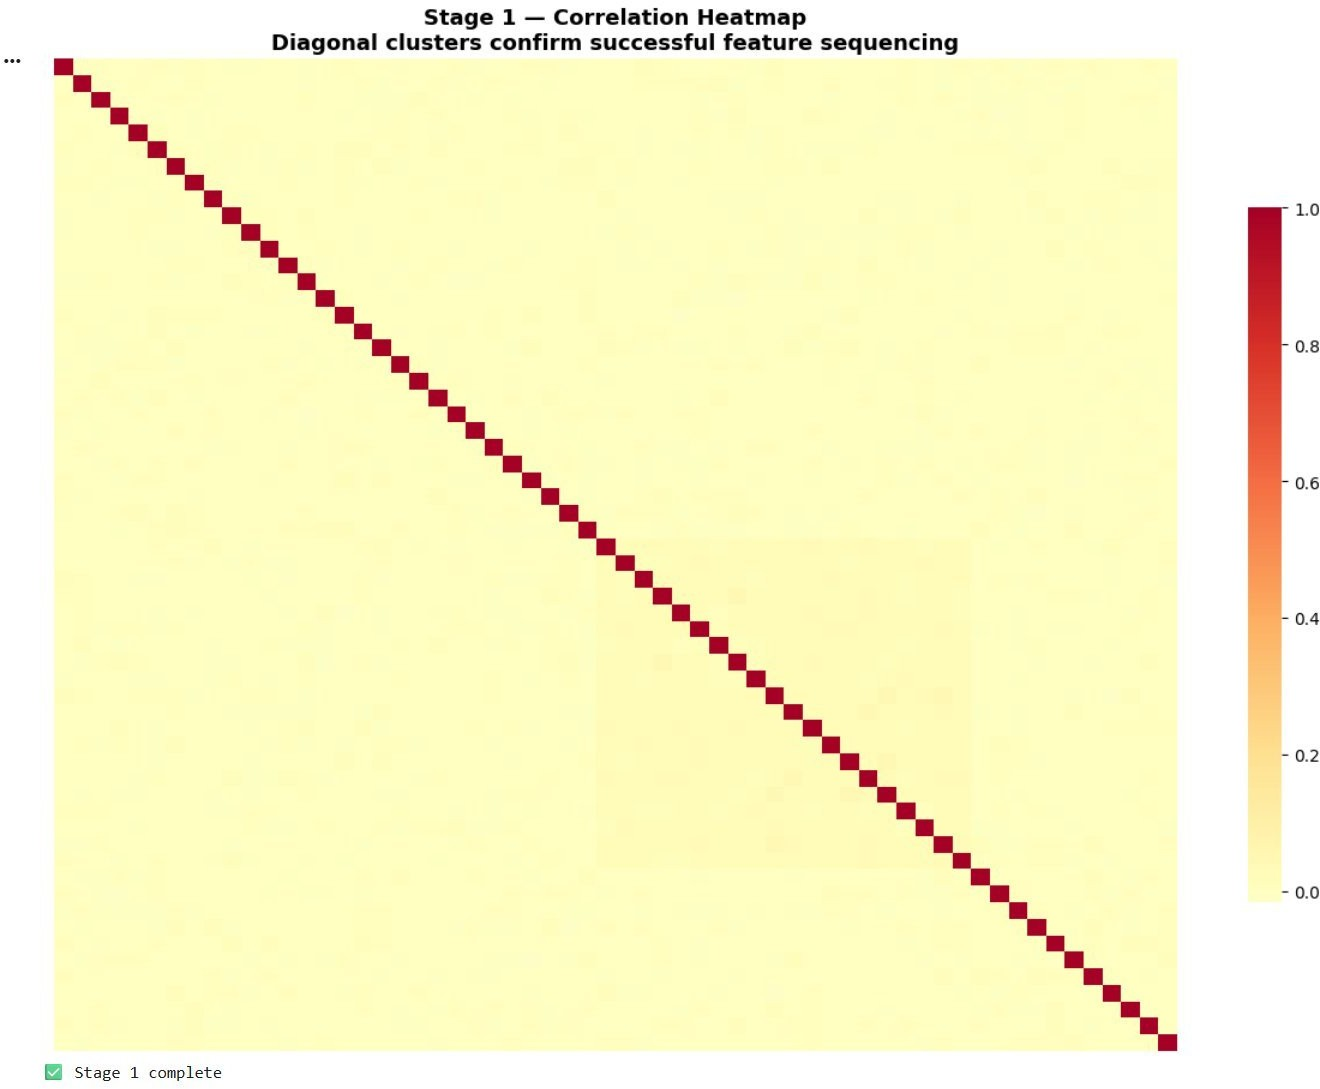 Stage 1 — Correlation Heatmap
Diagonal clusters confirm successful feature sequencing
...
1.0
0.8
0.6
0.4
0.2
0.0
✅ Stage 1 complete